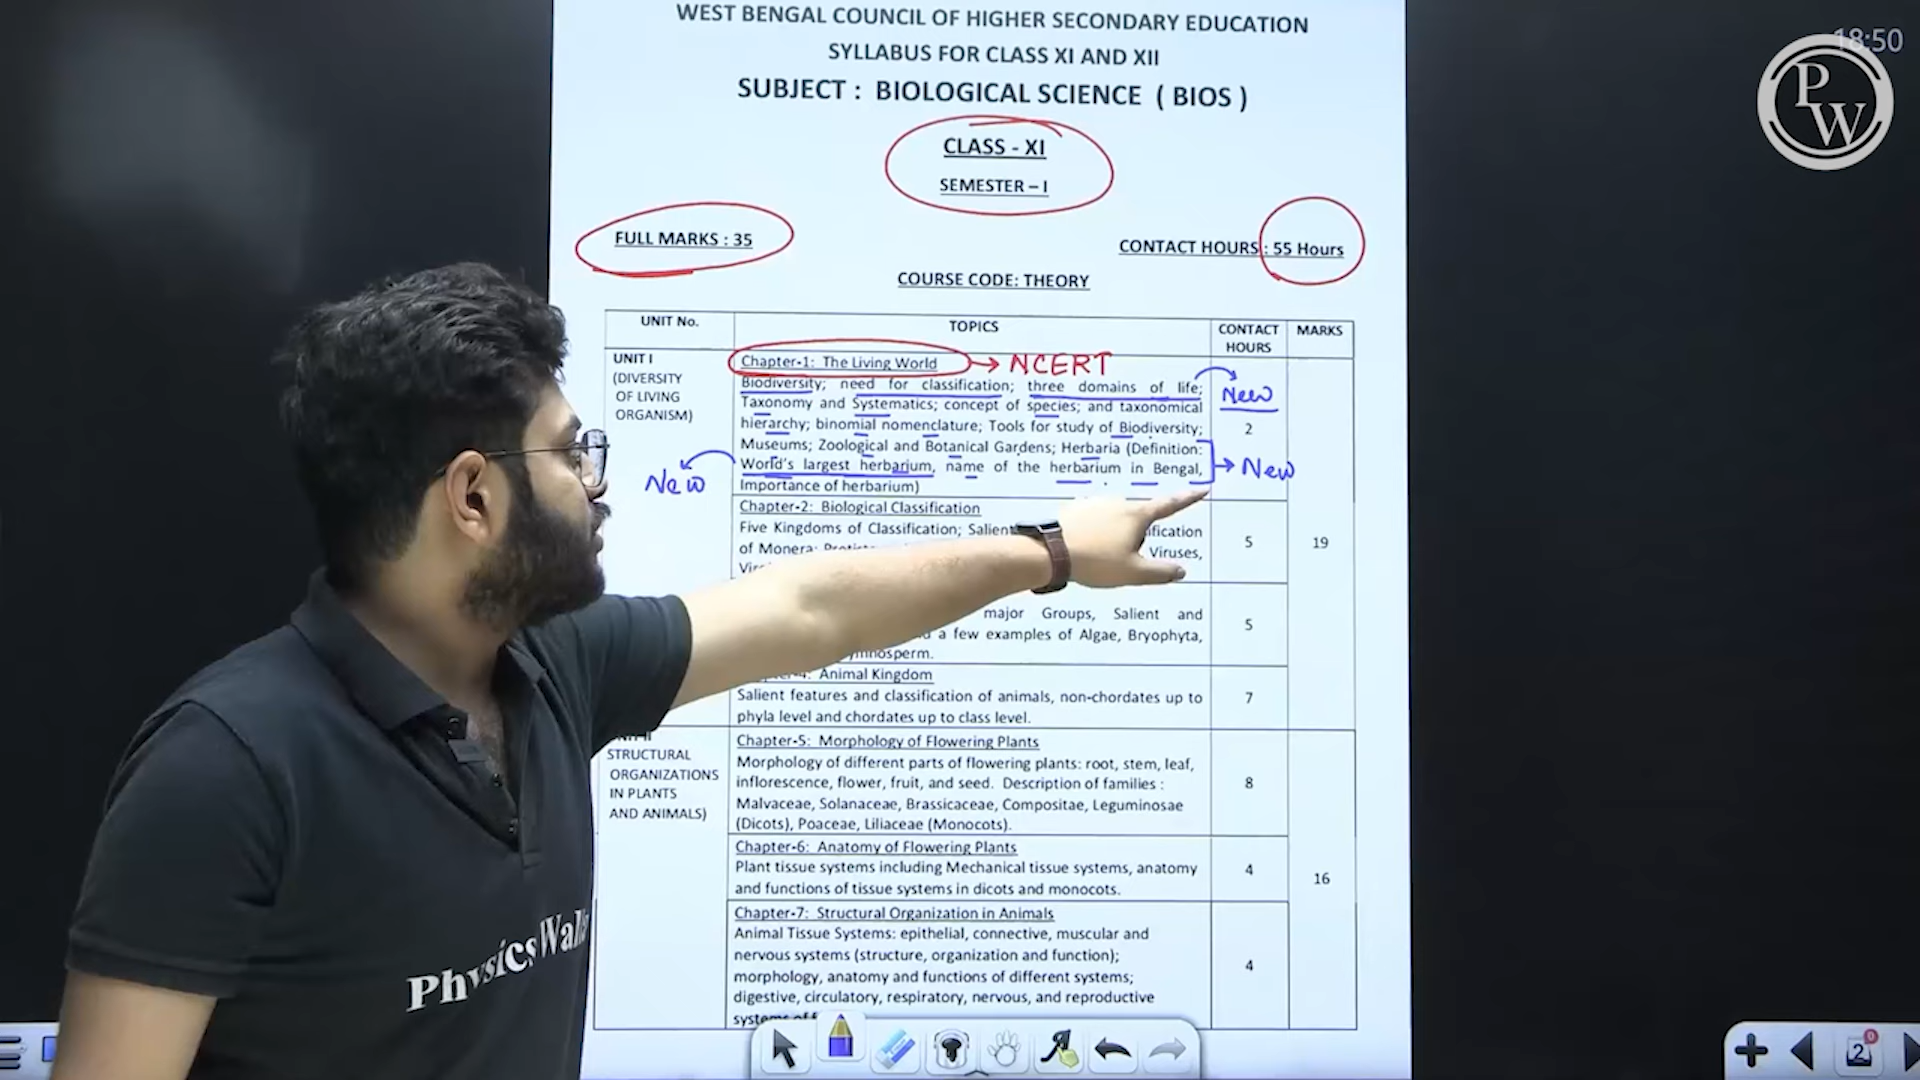 WEST BENGAL COUNCIL OF HIGHER SECONDARY EDUCATION
SYLLABUS FOR CLASS XI AND XII
SUBJECT : BIOLOGICAL SCIENCE ( BIOS )
18:50
PW
CLASS - XI
SEMESTER – I
FULL MARKS : 35
CONTACT HOURS : 55 Hours
COURSE CODE: THEORY
UNIT No.
TOPICS
CONTACT HOURS
MARKS
UNIT I
(DIVERSITY
OF LIVING
ORGANISM)
Chapter-1: The Living World → NCERT
Biodiversity; need for classification; three domains of life;
New
Taxonomy and Systematics; concept of species; and taxonomical
hierarchy; binomial nomenclature; Tools for study of Biodiversity;
2
Museums; Zoological and Botanical Gardens; Herbaria (Definition:
World's largest herbarium, name of the herbarium in Bengal,
→ New
New
Importance of herbarium)
Chapter-2: Biological Classification
Five Kingdoms of Classification; Salient
of Monera; Viruses,
5
19
major Groups, Salient and
a few examples of Algae, Bryophyta,
5
Animal Kingdom
Salient features and classification of animals, non-chordates up to
phyla level and chordates up to class level.
7
STRUCTURAL
ORGANIZATIONS
IN PLANTS
AND ANIMALS)
Chapter-5: Morphology of Flowering Plants
Morphology of different parts of flowering plants: root, stem, leaf,
inflorescence, flower, fruit, and seed. Description of families :
Malvaceae, Solanaceae, Brassicaceae, Compositae, Leguminosae
(Dicots), Poaceae, Liliaceae (Monocots).
8
Chapter-6: Anatomy of Flowering Plants
Plant tissue systems including Mechanical tissue systems, anatomy
and functions of tissue systems in dicots and monocots.
4
16
Chapter-7: Structural Organization in Animals
Animal Tissue Systems: epithelial, connective, muscular and
nervous systems (structure, organization and function);
morphology, anatomy and functions of different systems;
digestive, circulatory, respiratory, nervous, and reproductive
4
Physics Wall
2
0